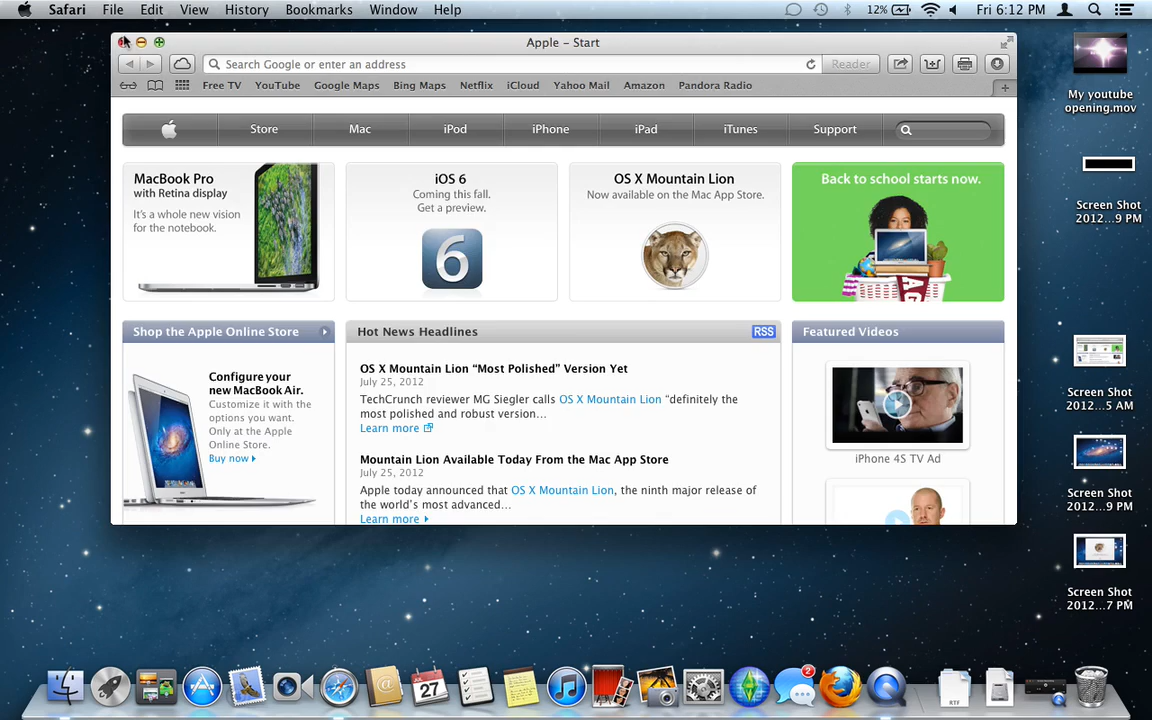 Safari File Edit View History Bookmarks Window Help
12% Fri 6:12 PM
Apple – Start
Search Google or enter an address
Reader
Free TV YouTube Google Maps Bing Maps Netflix iCloud Yahoo Mail Amazon Pandora Radio
Store Mac iPod iPhone iPad iTunes Support
MacBook Pro
with Retina display
It's a whole new vision
for the notebook.
iOS 6
Coming this fall.
Get a preview.
6
OS X Mountain Lion
Now available on the Mac App Store.
Back to school starts now.
Shop the Apple Online Store
Configure your
new MacBook Air.
Customize it with the
options you want.
Only at the Apple
Online Store.
Buy now
Hot News Headlines
RSS
OS X Mountain Lion “Most Polished” Version Yet
July 25, 2012
TechCrunch reviewer MG Siegler calls OS X Mountain Lion “definitely the
most polished and robust version...
Learn more
Mountain Lion Available Today From the Mac App Store
July 25, 2012
Apple today announced that OS X Mountain Lion, the ninth major release of
the world's most advanced...
Learn more
Featured Videos
iPhone 4S TV Ad
My youtube
opening.mov
Screen Shot
2012...9 PM
Screen Shot
2012...5 AM
Screen Shot
2012...9 PM
Screen Shot
2012...7 PM
JUL
27
2
RTF